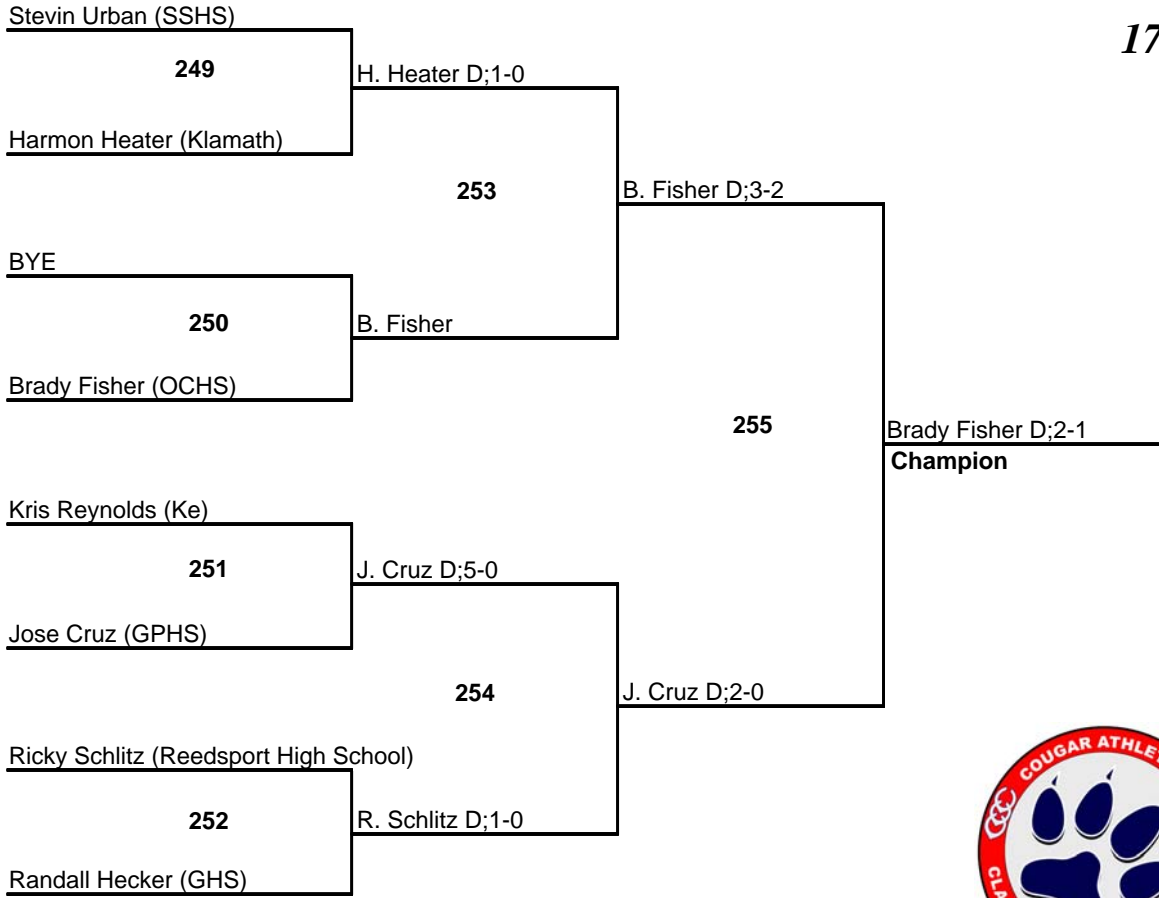 Stevin Urban (SSHS)
17
249
H. Heater D;1-0
Harmon Heater (Klamath)
253
B. Fisher D;3-2
BYE
250
B. Fisher
Brady Fisher (OCHS)
255
Brady Fisher D;2-1
Champion
Kris Reynolds (Ke)
251
J. Cruz D;5-0
Jose Cruz (GPHS)
254
J. Cruz D;2-0
Ricky Schlitz (Reedsport High School)
252
R. Schlitz D;1-0
Randall Hecker (GHS)
COUGAR